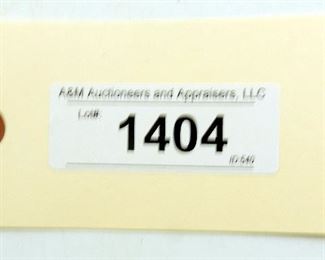 A&M Auctioneers and Appraisers, LLC
Lot#:
1404
ID:640